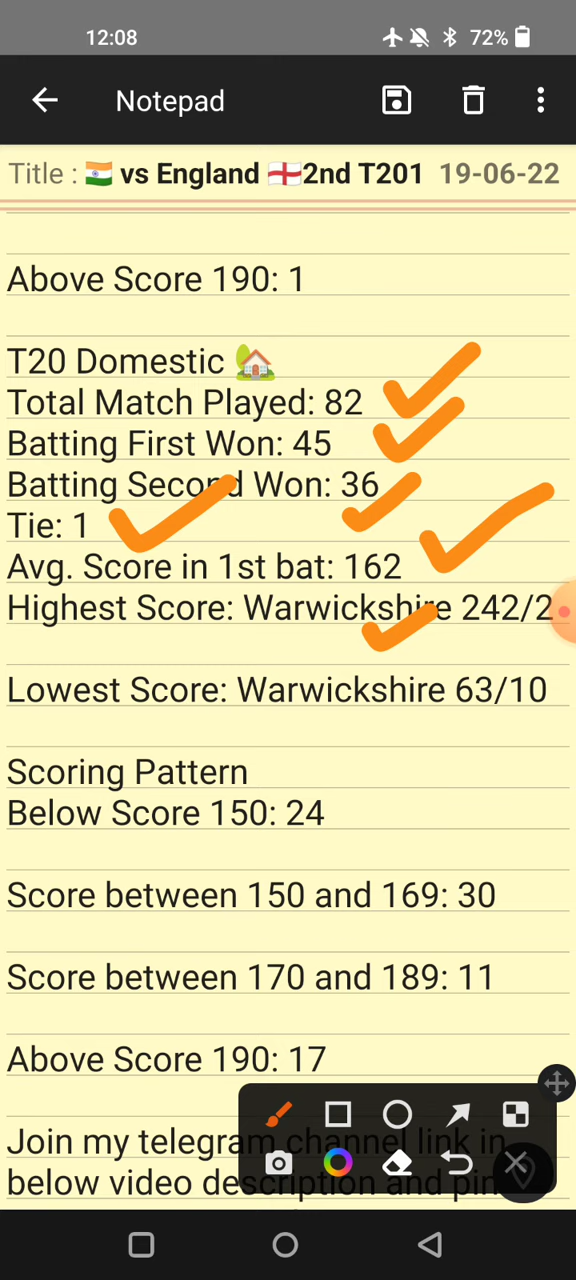 12:08 72%
Notepad
Title : 🇮🇳 vs England 🏴󠁧󠁢󠁥󠁮󠁧󠁿2nd T201 19-06-22
Above Score 190: 1
T20 Domestic 🏡
Total Match Played: 82
Batting First Won: 45
Batting Second Won: 36
Tie: 1
Avg. Score in 1st bat: 162
Highest Score: Warwickshire 242/2
Lowest Score: Warwickshire 63/10
Scoring Pattern
Below Score 150: 24
Score between 150 and 169: 30
Score between 170 and 189: 11
Above Score 190: 17
Join my telegram channel link in
below video description and pin